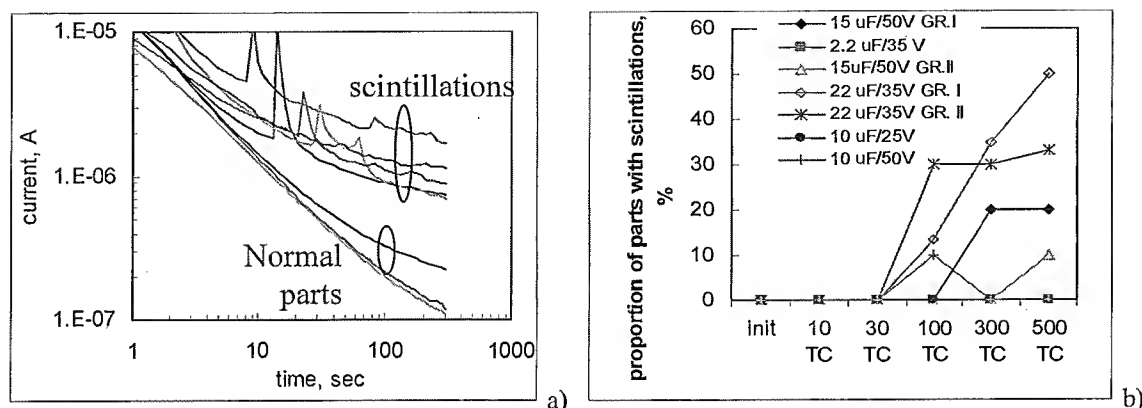 1.E-05
1.E-06
1.E-07
current, A
scintillations
Normal
parts
1
10
100
1000
time, sec
a)
proportion of parts with scintillations,
%
60
50
40
30
20
10
0
15 uF/50V GR.I
2.2 uF/35 V
15uF/50V GR.II
22 uF/35V GR. I
22 uF/35V GR. II
10 uF/25V
10 uF/50V
init
10
TC
30
TC
100
TC
300
TC
500
TC
b)